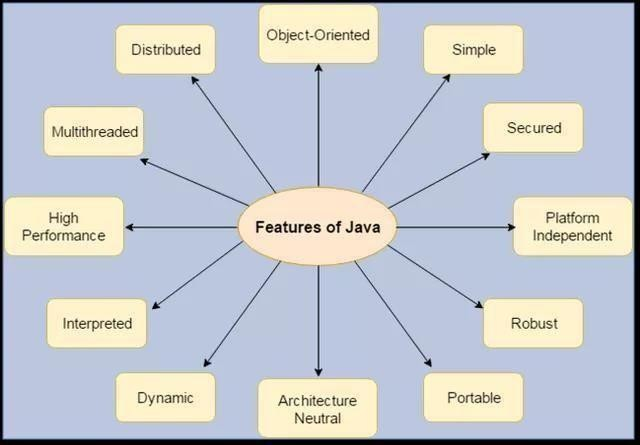 Object-Oriented
Distributed
Simple
Multithreaded
Secured
High
Performance
Features of Java
Platform
Independent
Interpreted
Robust
Dynamic
Architecture
Neutral
Portable